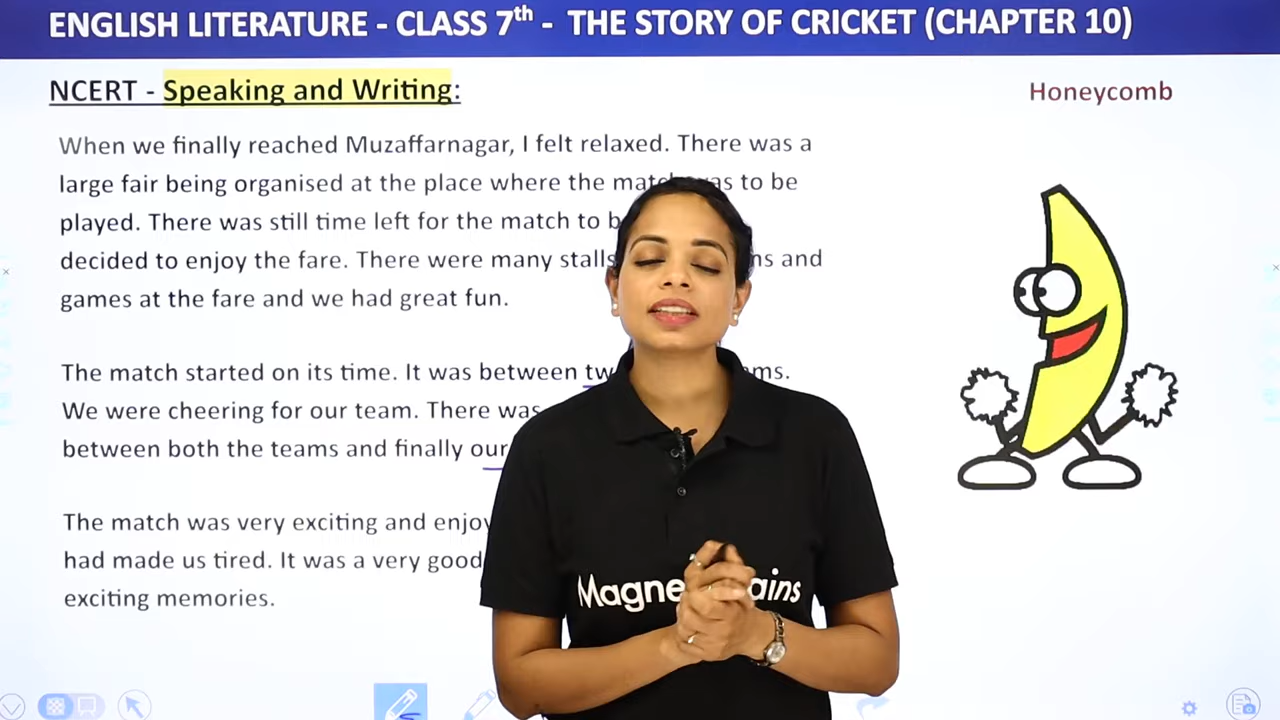 ENGLISH LITERATURE - CLASS 7th - THE STORY OF CRICKET (CHAPTER 10)
NCERT - Speaking and Writing:
Honeycomb
When we finally reached Muzaffarnagar, I felt relaxed. There was a
large fair being organised at the place where the match was to be
played. There was still time left for the match to
decided to enjoy the fare. There were many stalls and
games at the fare and we had great fun.
The match started on its time. It was between
We were cheering for our team. There was
between both the teams and finally our
The match was very exciting and
had made us tired. It was a very good
exciting memories.
Magne ains